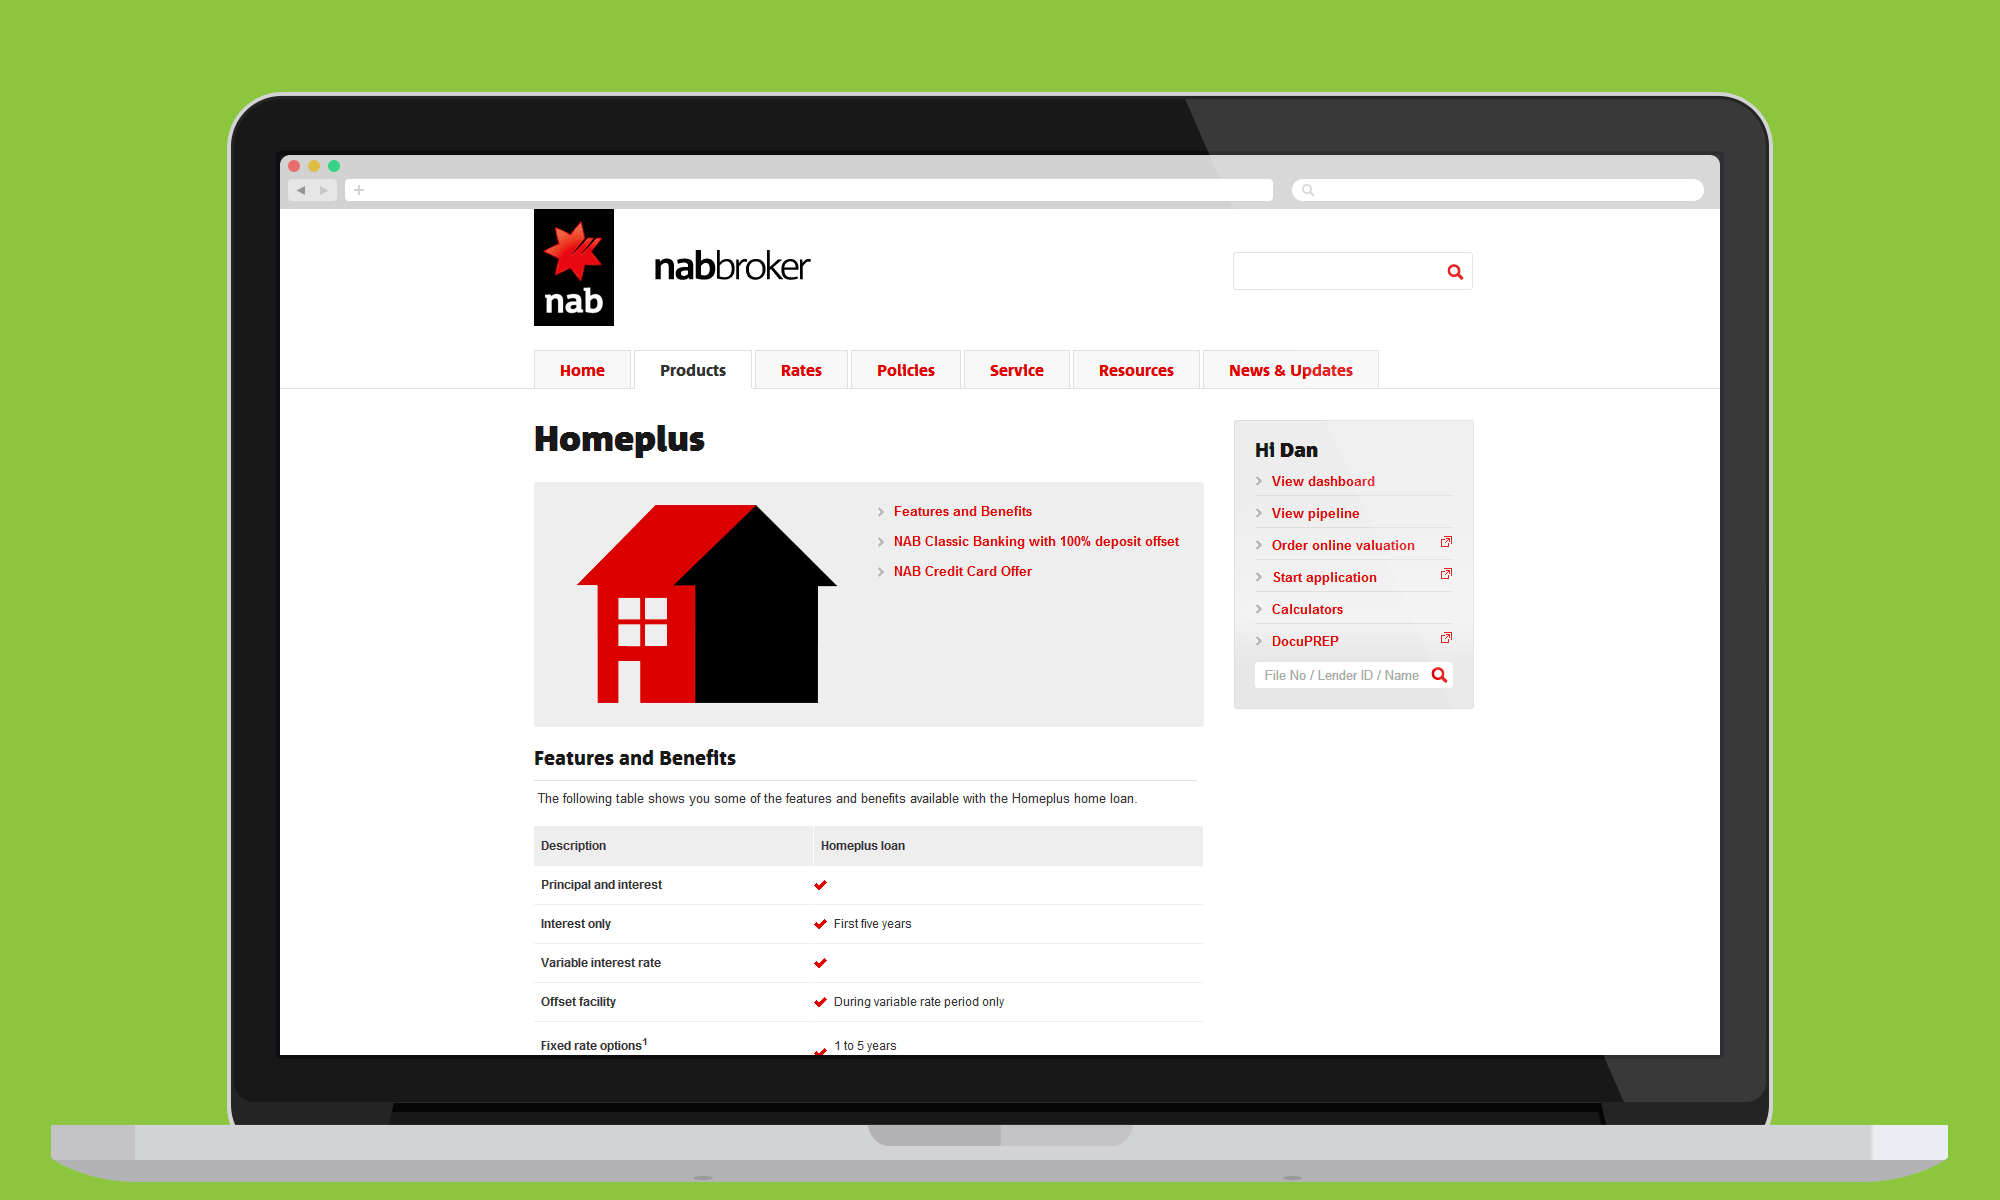 nab
nabbroker
Home
Products
Rates
Policies
Service
Resources
News & Updates
Homeplus
Features and Benefits
NAB Classic Banking with 100% deposit offset
NAB Credit Card Offer
Hi Dan
View dashboard
View pipeline
Order online valuation
Start application
Calculators
DocuPREP
File No / Lender ID / Name
Features and Benefits
The following table shows you some of the features and benefits available with the Homeplus home loan.
Description Homeplus loan
Principal and interest
Interest only First five years
Variable interest rate
Offset facility During variable rate period only
Fixed rate options1 1 to 5 years